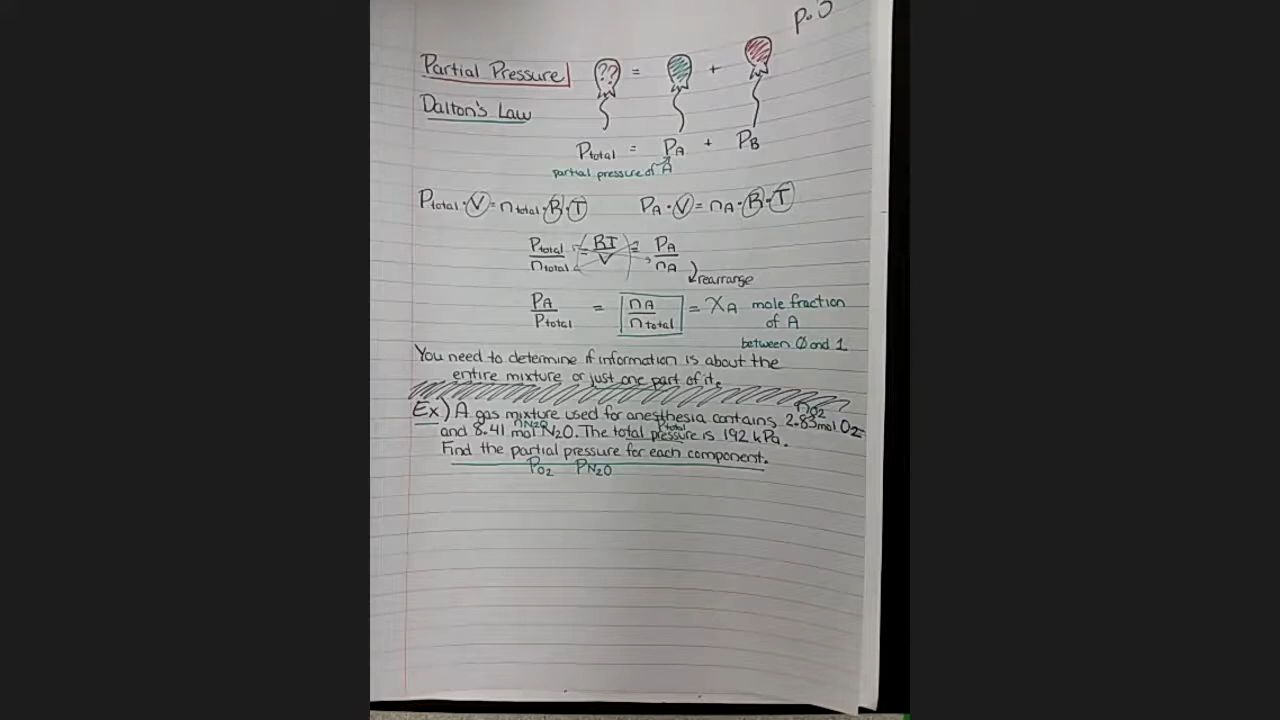 p. 8
Partial Pressure
?? = +
Dalton's Law
Ptotal = PA + PB
partial pressure of A
Ptotal · V = ntotal · R · T PA · V = nA · R · T
Ptotal/ntotal = (RT/V) = PA/nA
rearrange
PA/Ptotal = nA/ntotal = XA mole fraction
of A
between 0 and 1
You need to determine if information is about the
entire mixture or just one part of it.
nO2
Ex) A gas mixture used for anesthesia contains 2.83 mol O2
nN2O Ptotal
and 8.41 mol N2O. The total pressure is 192 kPa.
Find the partial pressure for each component.
PO2 PN2O